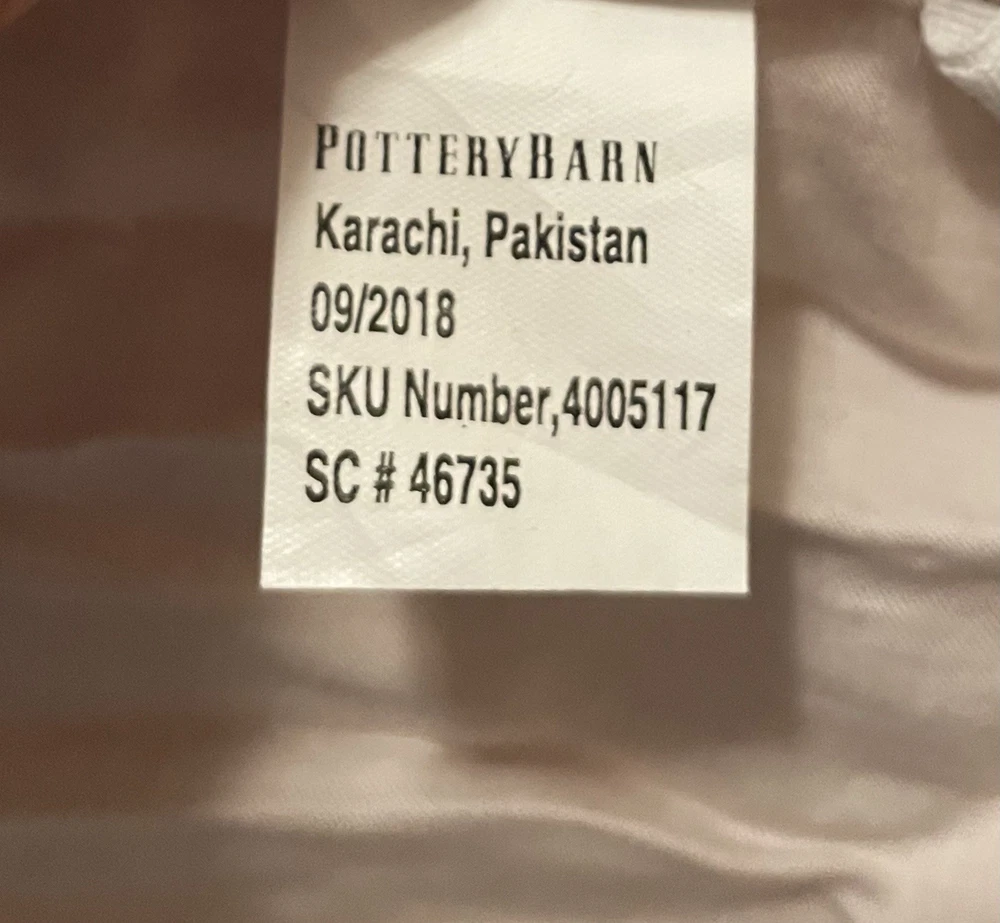 POTTERYBARN
Karachi, Pakistan
09/2018
SKU Number,4005117
SC # 46735